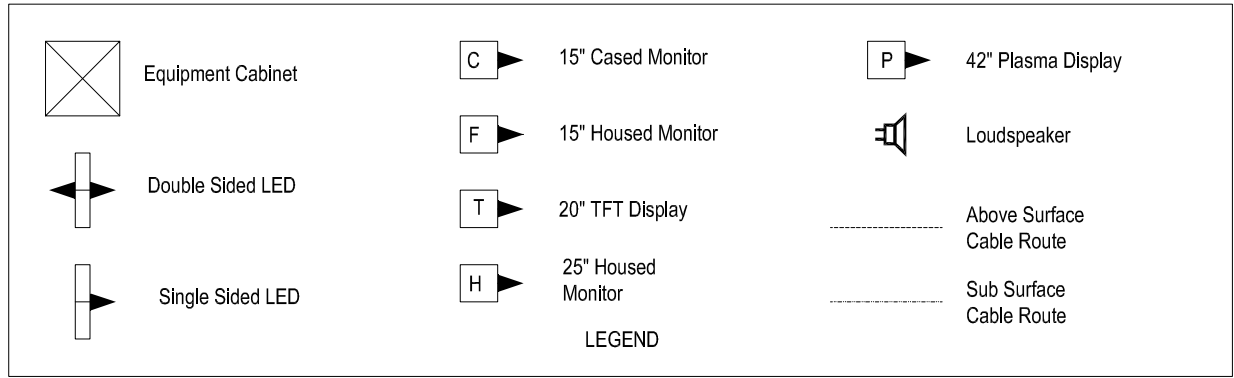 Equipment Cabinet
Double Sided LED
Single Sided LED
C
15" Cased Monitor
F
15" Housed Monitor
T
20" TFT Display
H
25" Housed
Monitor
LEGEND
P
42" Plasma Display
Loudspeaker
Above Surface
Cable Route
Sub Surface
Cable Route